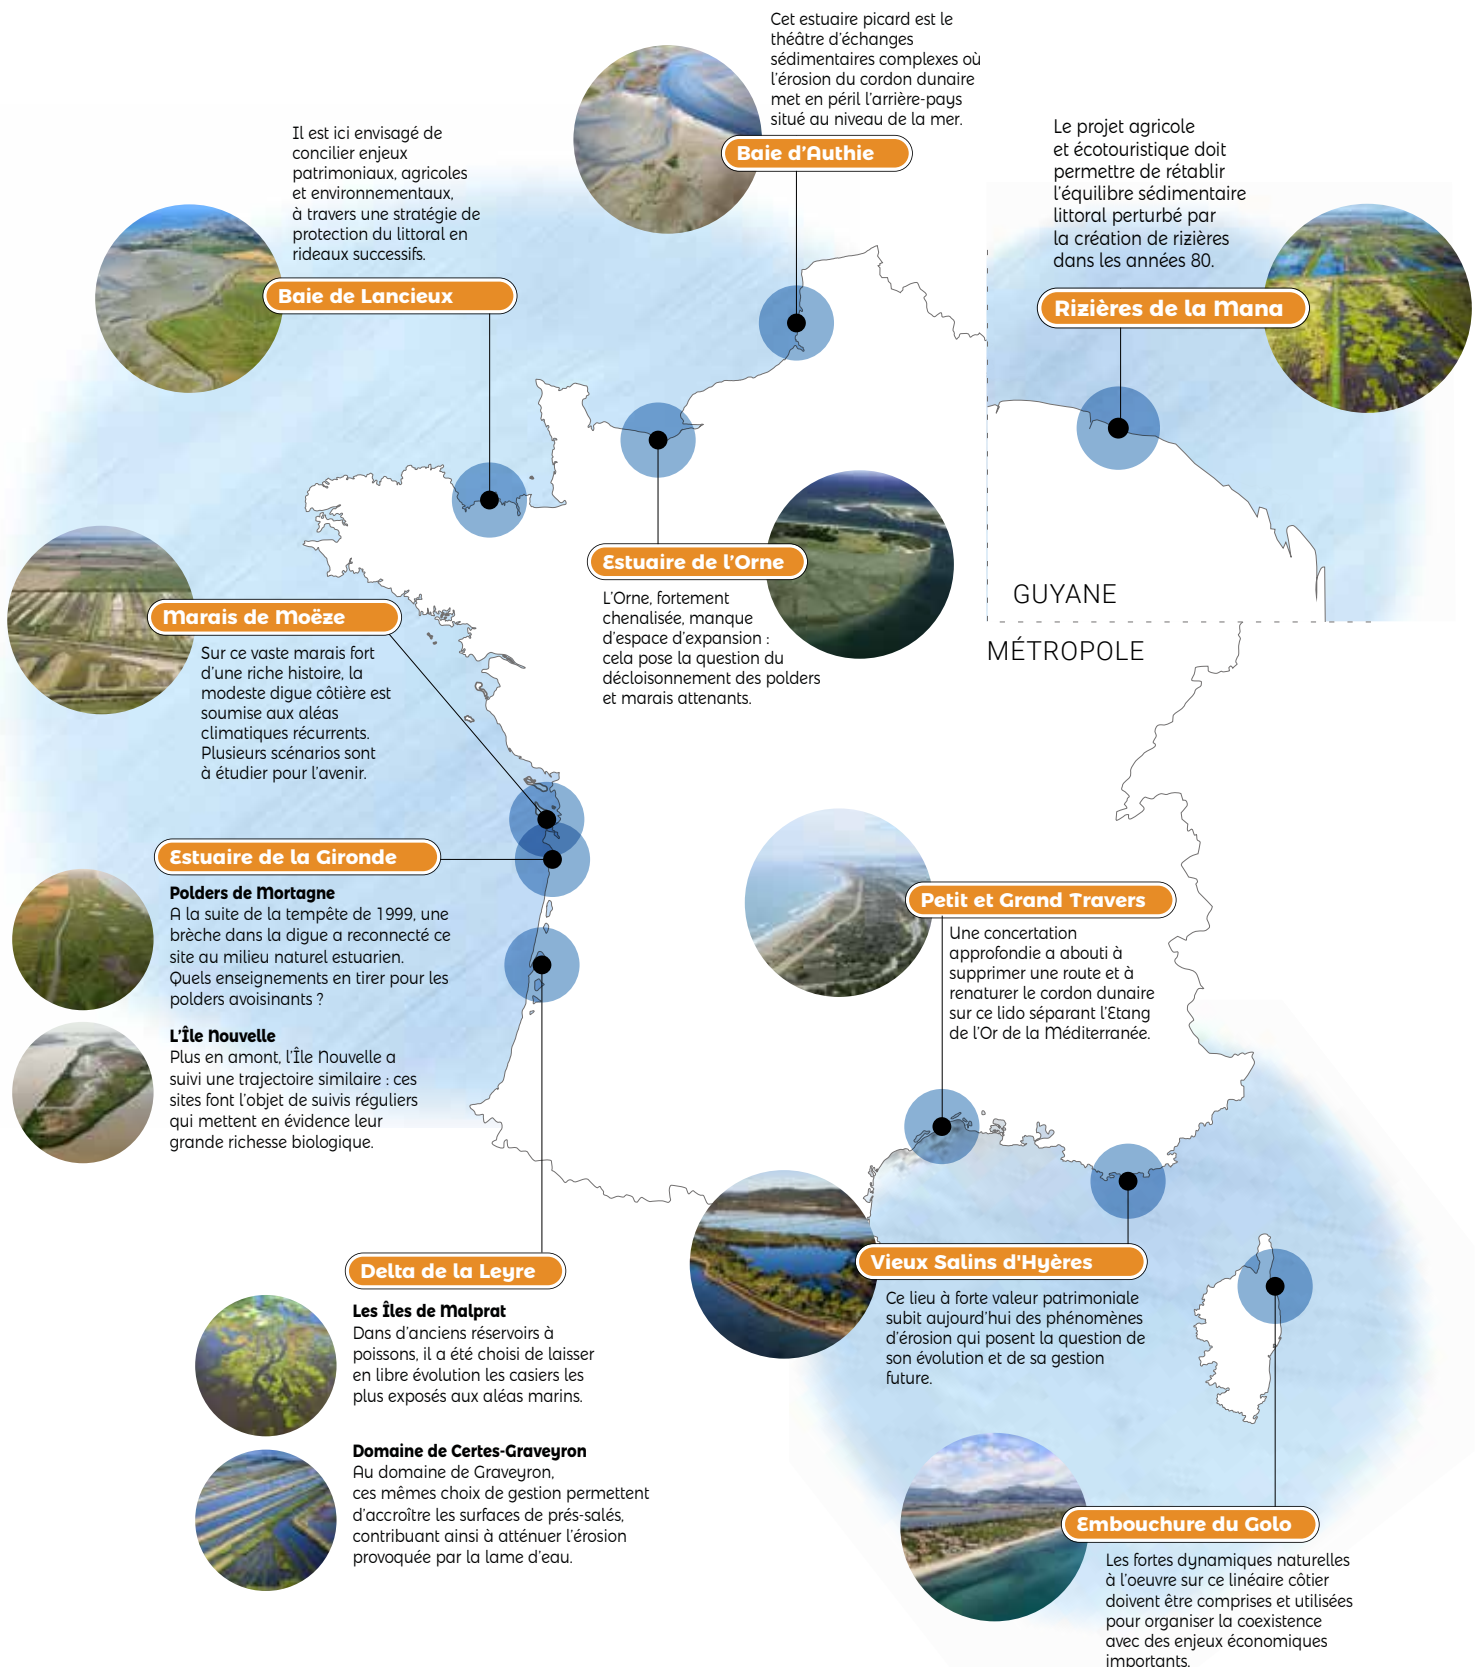 Cet estuaire picard est le
théâtre d'échanges
sédimentaires complexes où
l'érosion du cordon dunaire
met en péril l'arrière-pays
situé au niveau de la mer.
Baie d'Authie
Il est ici envisagé de
concilier enjeux
patrimoniaux, agricoles
et environnementaux,
à travers une stratégie de
protection du littoral en
rideaux successifs.
Baie de Lancieux
Le projet agricole
et écotouristique doit
permettre de rétablir
l'équilibre sédimentaire
littoral perturbé par
la création de rizières
dans les années 80.
Rizières de la Mana
GUYANE
MÉTROPOLE
Estuaire de l'Orne
L'Orne, fortement
chenalisée, manque
d'espace d'expansion :
cela pose la question du
décloisonnement des polders
et marais attenants.
Marais de Moëze
Sur ce vaste marais fort
d'une riche histoire, la
modeste digue côtière est
soumise aux aléas
climatiques récurrents.
Plusieurs scénarios sont
à étudier pour l'avenir.
Estuaire de la Gironde
Polders de Mortagne
A la suite de la tempête de 1999, une
brèche dans la digue a reconnecté ce
site au milieu naturel estuarien.
Quels enseignements en tirer pour les
polders avoisinants ?
L'Île Nouvelle
Plus en amont, l'Île Nouvelle a
suivi une trajectoire similaire : ces
sites font l'objet de suivis réguliers
qui mettent en évidence leur
grande richesse biologique.
Petit et Grand Travers
Une concertation
approfondie a abouti à
supprimer une route et à
renaturer le cordon dunaire
sur ce lido séparant l'Etang
de l'Or de la Méditerranée.
Delta de la Leyre
Les Îles de Malprat
Dans d'anciens réservoirs à
poissons, il a été choisi de laisser
en libre évolution les casiers les
plus exposés aux aléas marins.
Domaine de Certes-Graveyron
Au domaine de Graveyron,
ces mêmes choix de gestion permettent
d'accroître les surfaces de prés-salés,
contribuant ainsi à atténuer l'érosion
provoquée par la lame d'eau.
Vieux Salins d'Hyères
Ce lieu à forte valeur patrimoniale
subit aujourd'hui des phénomènes
d'érosion qui posent la question de
son évolution et de sa gestion
future.
Embouchure du Golo
Les fortes dynamiques naturelles
à l'oeuvre sur ce linéaire côtier
doivent être comprises et utilisées
pour organiser la coexistence
avec des enjeux économiques
importants.